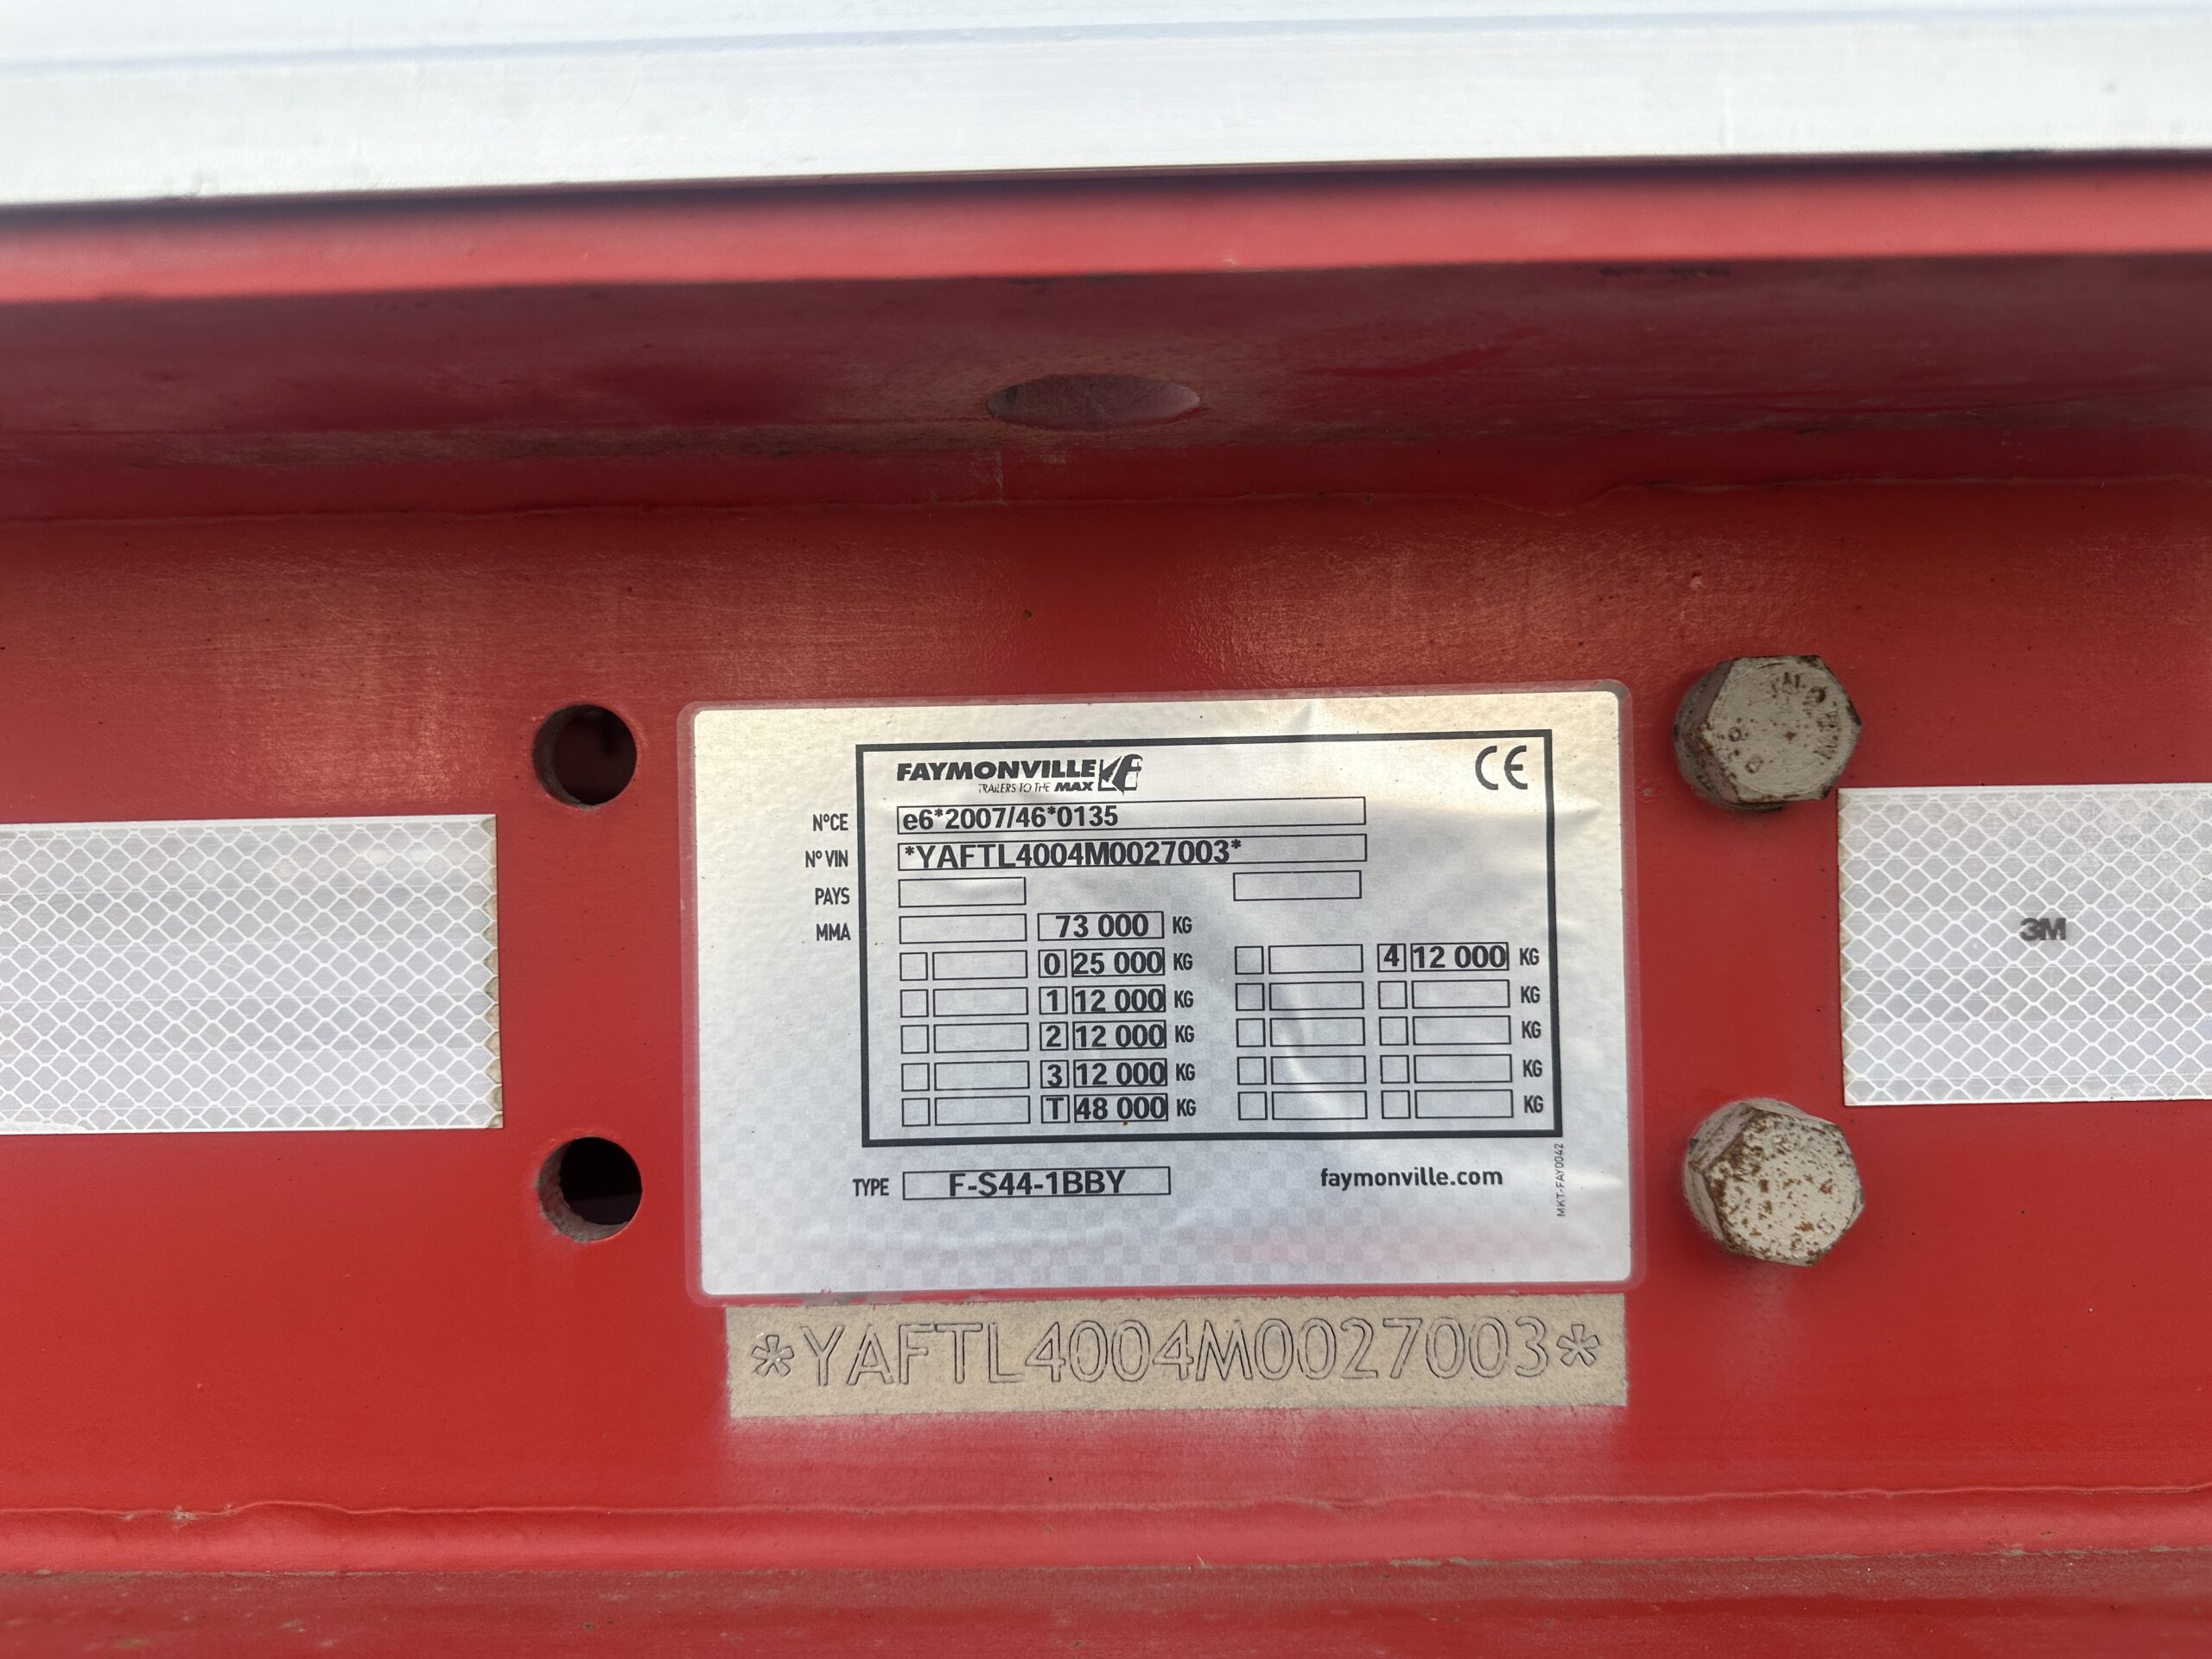 FAYMONVILLE
TRAILERS TO THE MAX
CE
N°CE e6*2007/46*0135
N° VIN *YAFTL4004M0027003*
PAYS
MMA 73 000 KG
0 25 000 KG 4 12 000 KG
1 12 000 KG KG
2 12 000 KG KG
3 12 000 KG KG
T 48 000 KG KG
TYPE F-S44-1BBY faymonville.com
MKT-FAY0042
*YAFTL4004M0027003*
3M
8.8